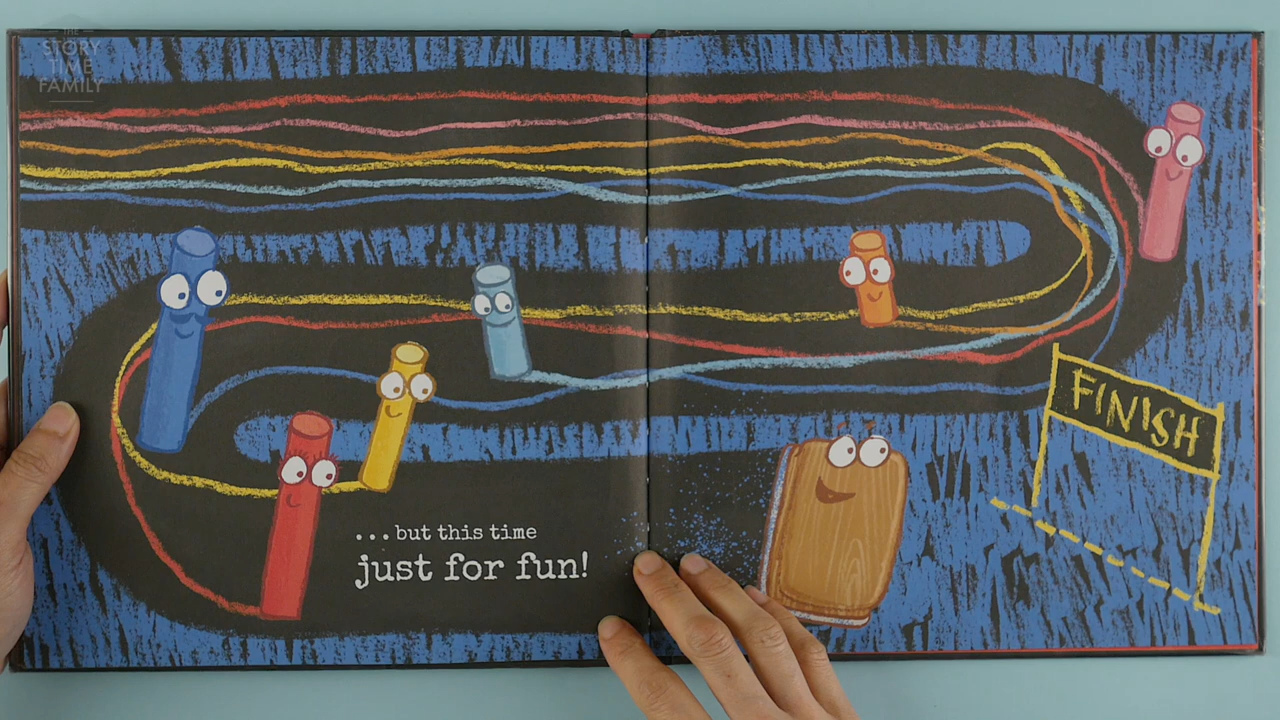 THE
STORY
TIME
FAMILY
FINISH
...but this time
just for fun!